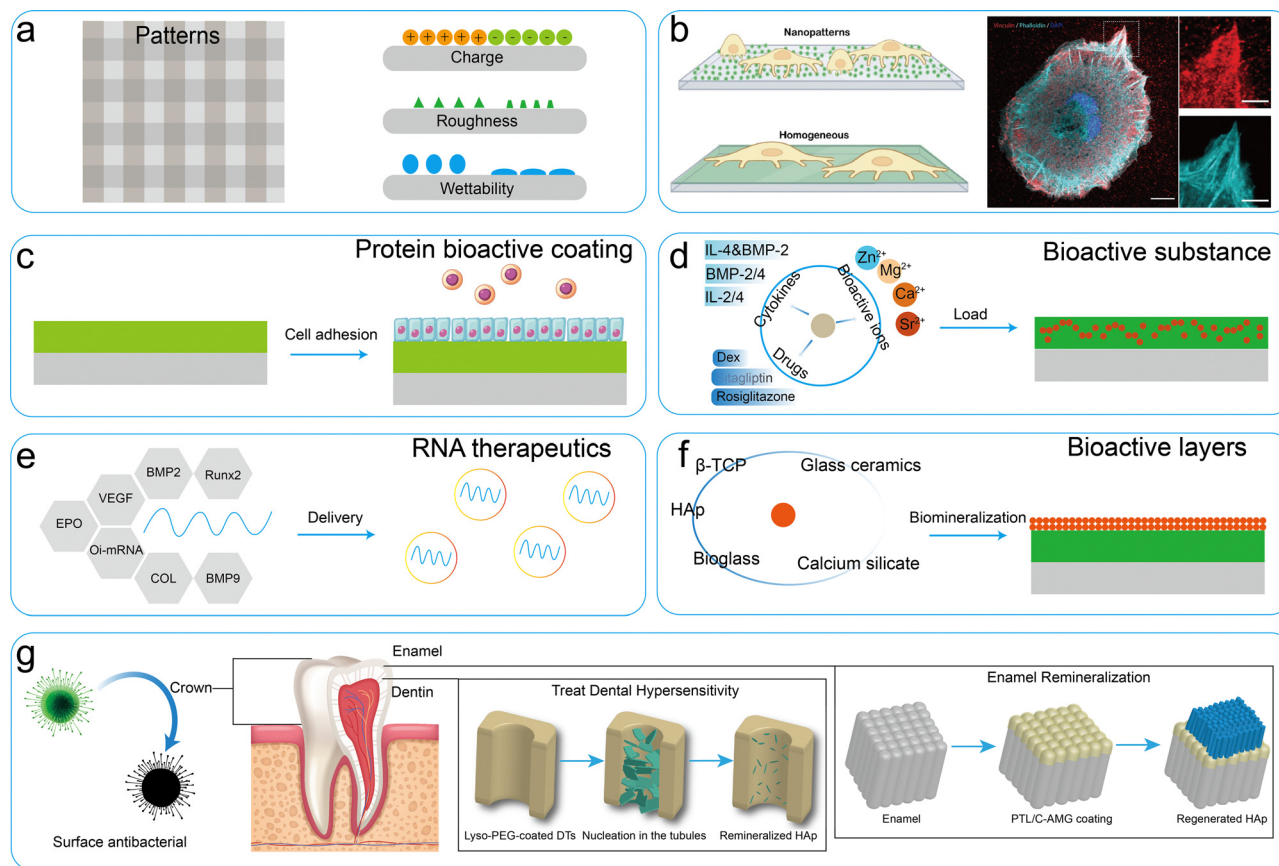 a
Patterns
+ + + + + - - - - -
Charge
Roughness
Wettability
b
Nanopatterns
Homogeneous
Vinculin / Phalloidin / DAPI
c
Protein bioactive coating
Cell adhesion
d
Bioactive substance
IL-4&BMP-2
BMP-2/4
IL-2/4
Cytokines
Bioactive ions
Drugs
Zn²⁺
Mg²⁺
Ca²⁺
Sr²⁺
Dex
Sitagliptin
Rosiglitazone
Load
e
RNA therapeutics
BMP2
Runx2
VEGF
EPO
Oi-mRNA
COL
BMP9
Delivery
f
Bioactive layers
β-TCP
Glass ceramics
HAp
Bioglass
Calcium silicate
Biomineralization
g
Surface antibacterial
Crown
Enamel
Dentin
Treat Dental Hypersensitivity
Lyso-PEG-coated DTs
Nucleation in the tubules
Remineralized HAp
Enamel Remineralization
Enamel
PTL/C-AMG coating
Regenerated HAp